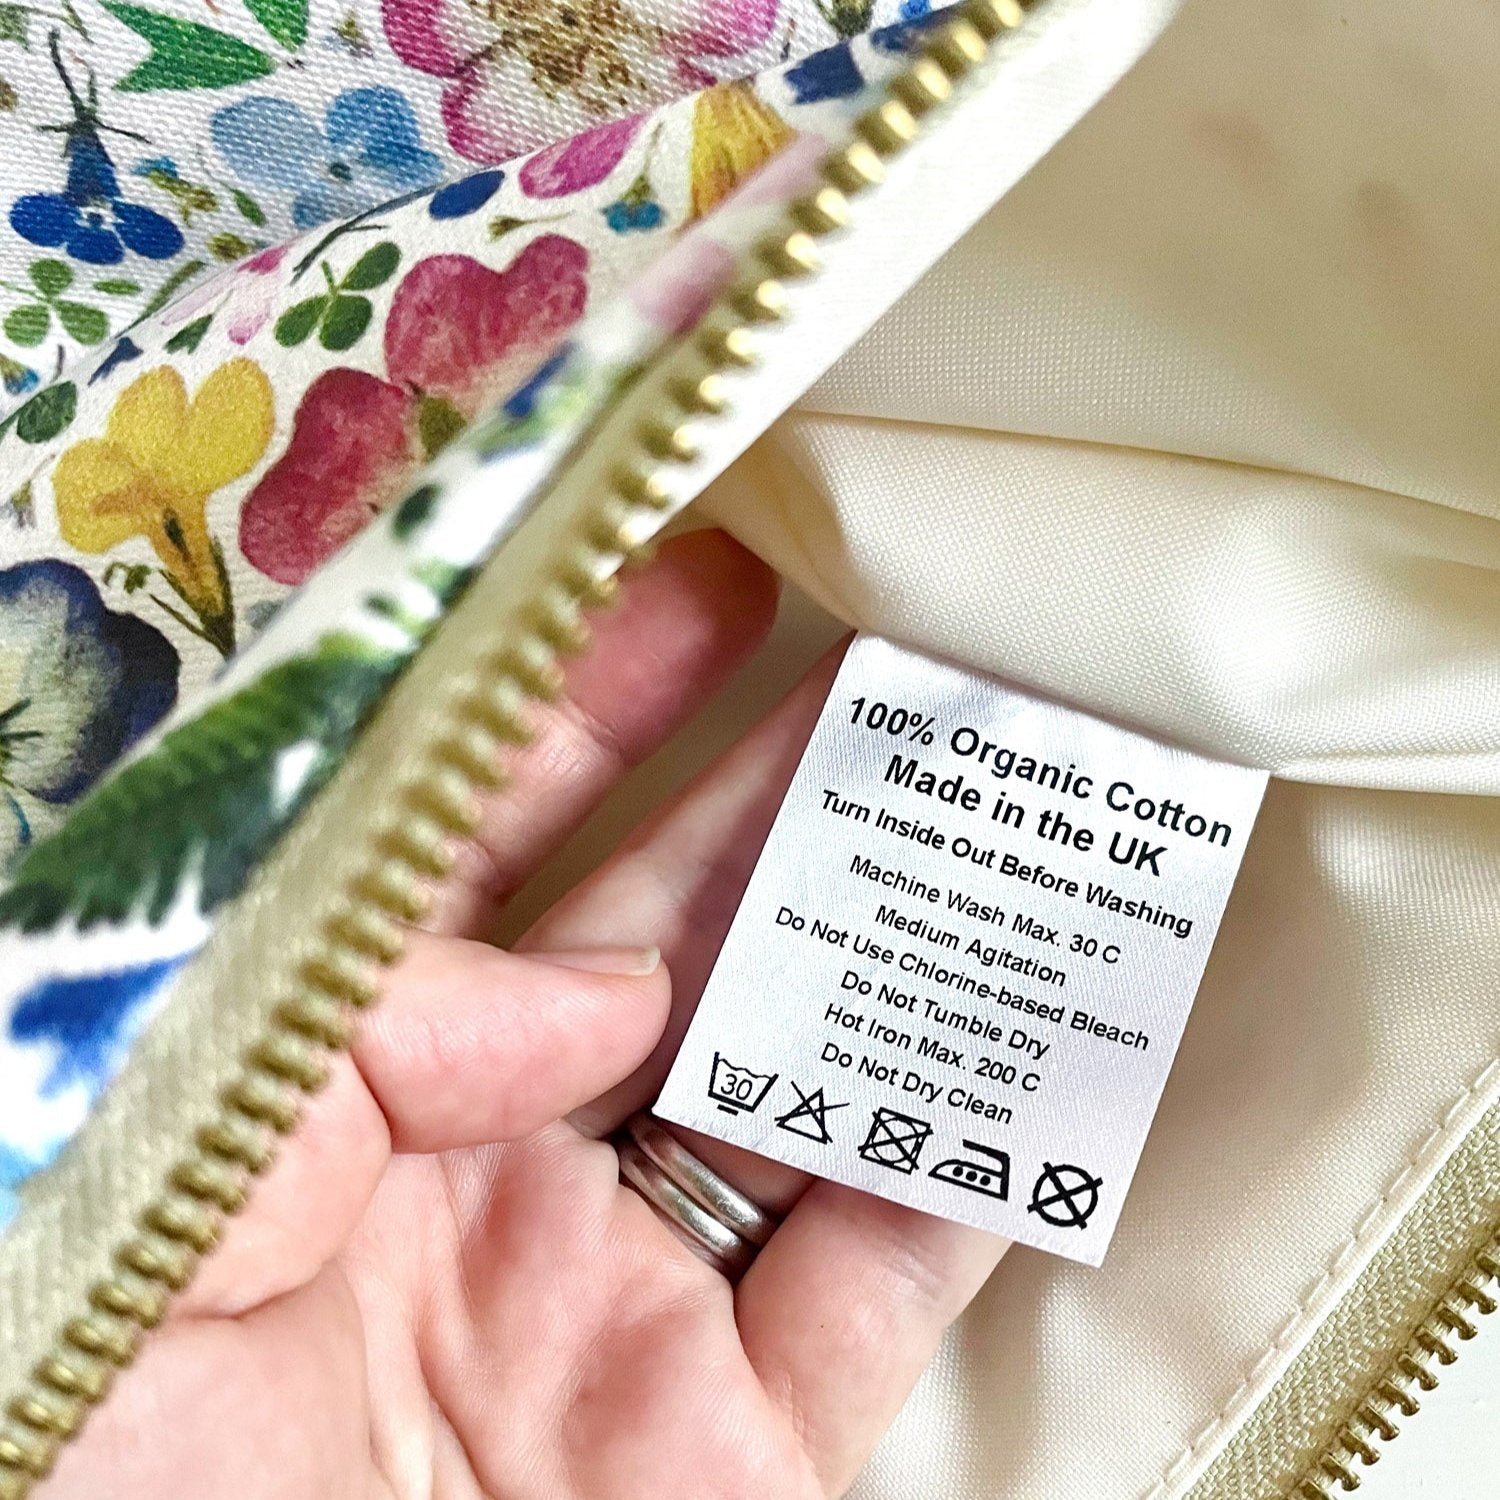 100% Organic Cotton
Made in the UK
Turn Inside Out Before Washing
Machine Wash Max. 30 C
Medium Agitation
Do Not Use Chlorine-based Bleach
Do Not Tumble Dry
Hot Iron Max. 200 C
Do Not Dry Clean
30